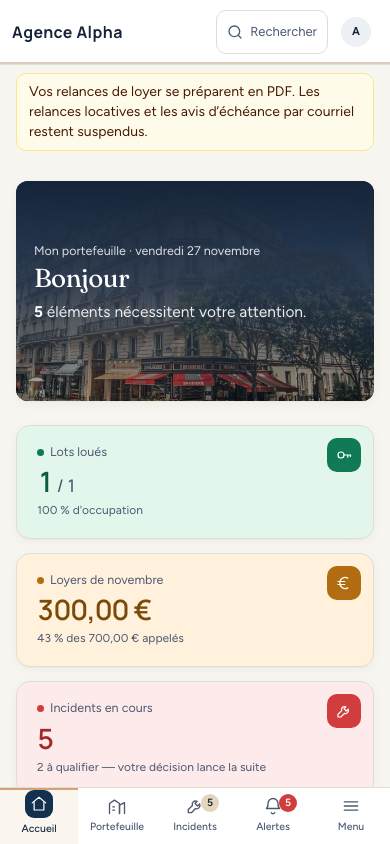 Agence Alpha
Rechercher
A
Vos relances de loyer se préparent en PDF. Les
relances locatives et les avis d'échéance par courriel
restent suspendus.
Mon portefeuille · vendredi 27 novembre
Bonjour
5 éléments nécessitent votre attention.
Lots loués
1 / 1
100 % d'occupation
Loyers de novembre
300,00 €
€
43 % des 700,00 € appelés
Incidents en cours
5
2 à qualifier — votre décision lance la suite
5
5
Accueil
Portefeuille
Incidents
Alertes
Menu